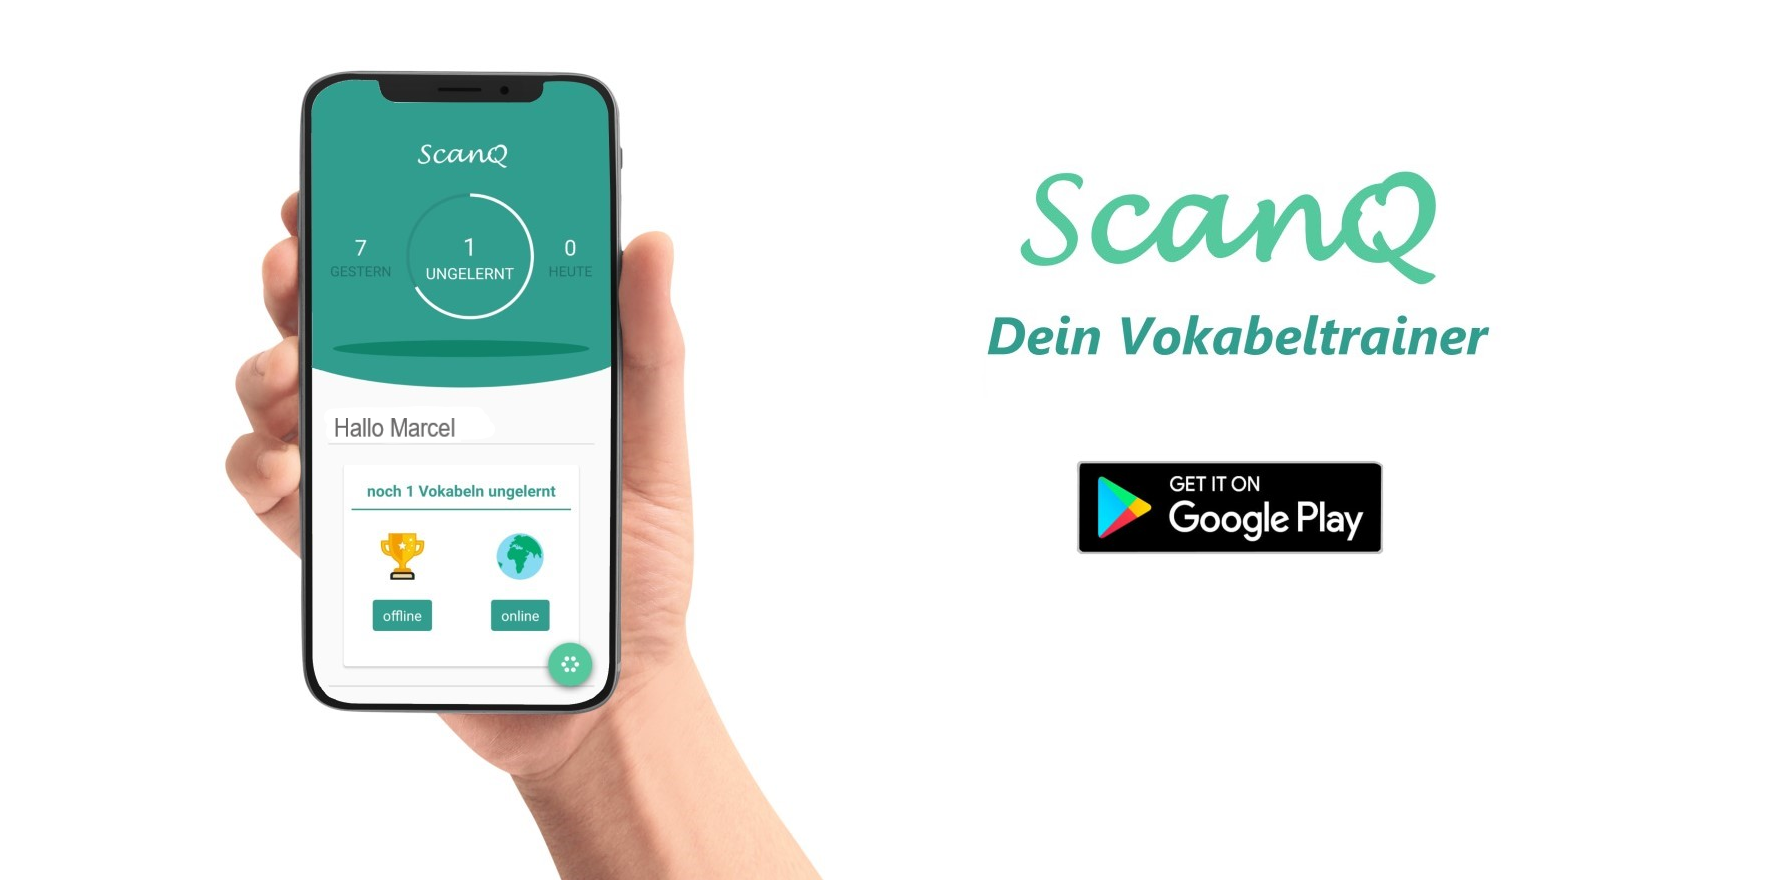 ScanQ
7
GESTERN
1
UNGELERNT
0
HEUTE
Hallo Marcel
noch 1 Vokabeln ungelernt
offline
online
ScanQ
Dein Vokabeltrainer
GET IT ON
Google Play